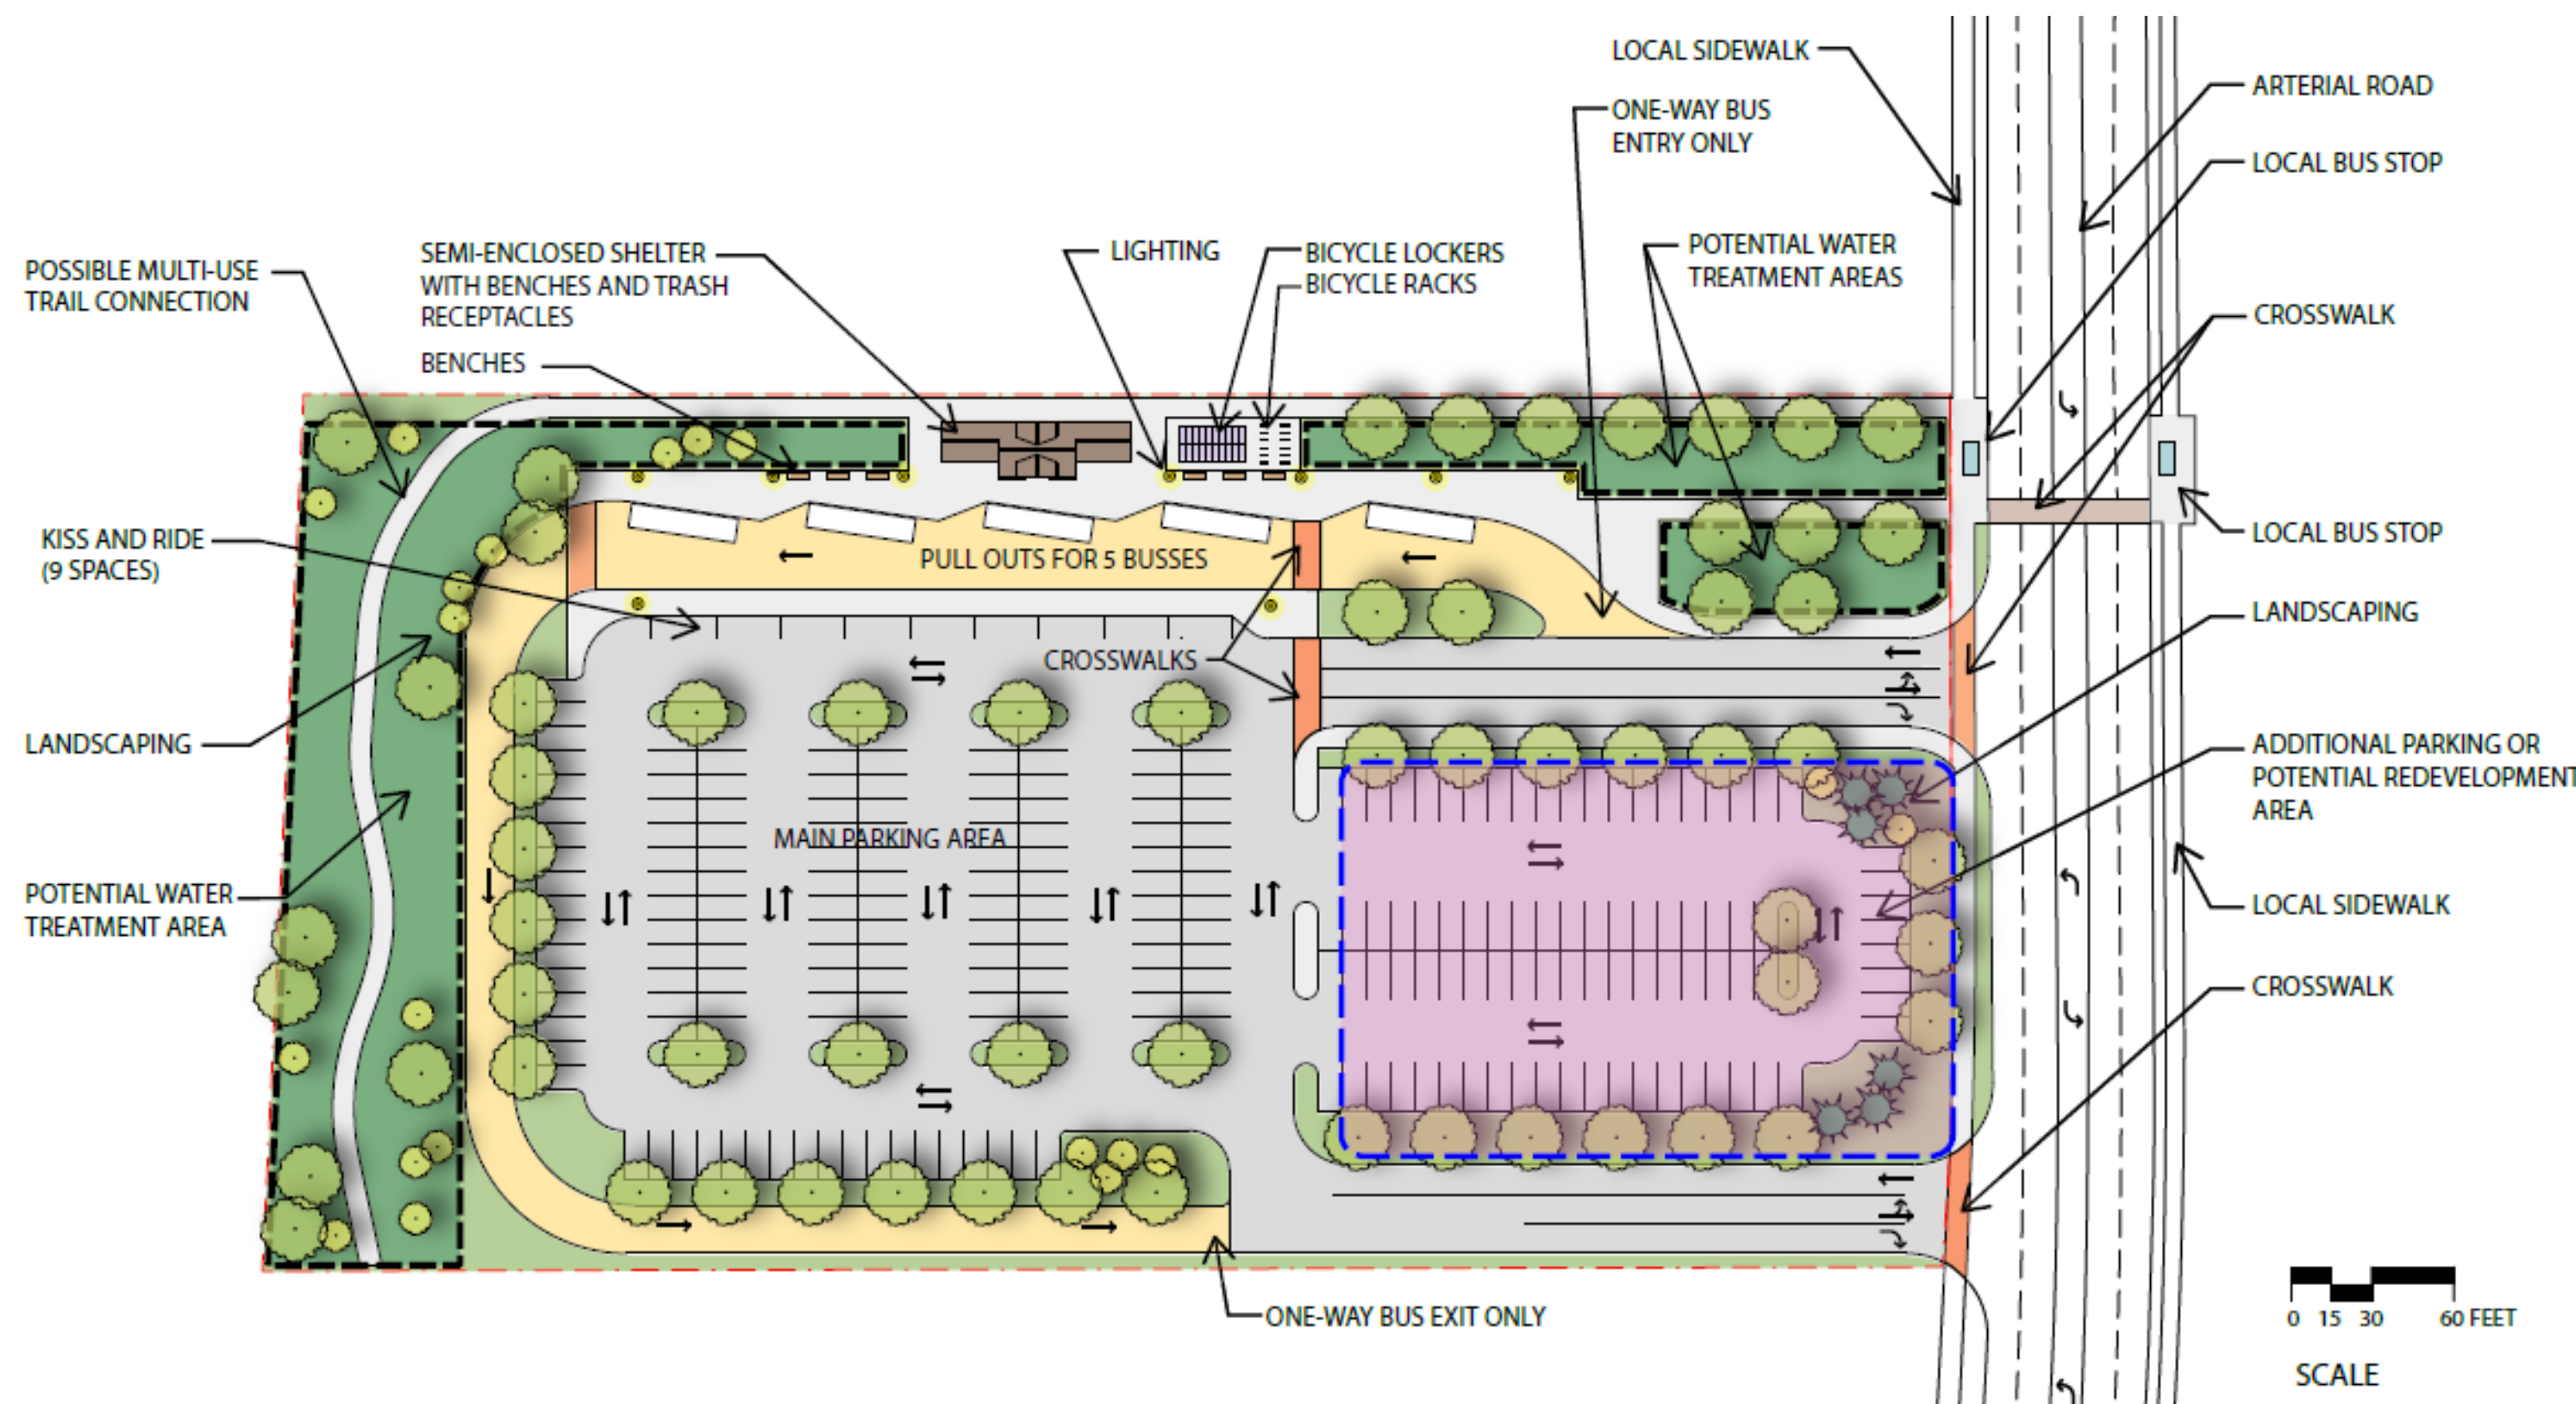 LOCAL SIDEWALK
ARTERIAL ROAD
ONE-WAY BUS
ENTRY ONLY
LOCAL BUS STOP
POSSIBLE MULTI-USE
TRAIL CONNECTION
SEMI-ENCLOSED SHELTER
WITH BENCHES AND TRASH
RECEPTACLES
LIGHTING
BICYCLE LOCKERS
BICYCLE RACKS
POTENTIAL WATER
TREATMENT AREAS
CROSSWALK
BENCHES
KISS AND RIDE
(9 SPACES)
PULL OUTS FOR 5 BUSSES
LOCAL BUS STOP
LANDSCAPING
CROSSWALKS
LANDSCAPING
ADDITIONAL PARKING OR
POTENTIAL REDEVELOPMENT
AREA
MAIN PARKING AREA
POTENTIAL WATER
TREATMENT AREA
LOCAL SIDEWALK
CROSSWALK
ONE-WAY BUS EXIT ONLY
0 15 30 60 FEET
SCALE